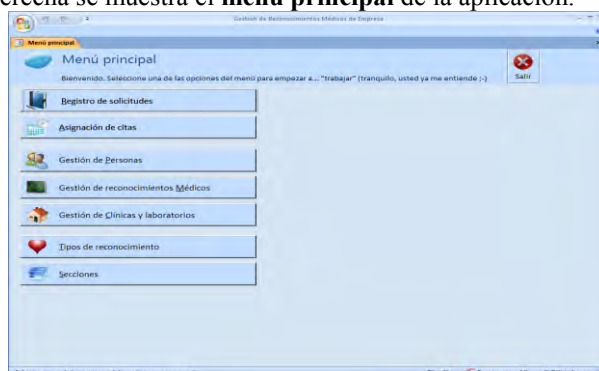 erecha se muestra el menú principal de la aplicación.
Gestión de Reconocimientos Médicos de Empresa
Menú principal
Menú principal
Bienvenido. Seleccione una de las opciones del menú para empezar a... "trabajar" (tranquilo, usted ya me entiende ;-)
Salir
Registro de solicitudes
Asignación de citas
Gestión de Personas
Gestión de reconocimientos Médicos
Gestión de Clínicas y laboratorios
Tipos de reconocimiento
Secciones